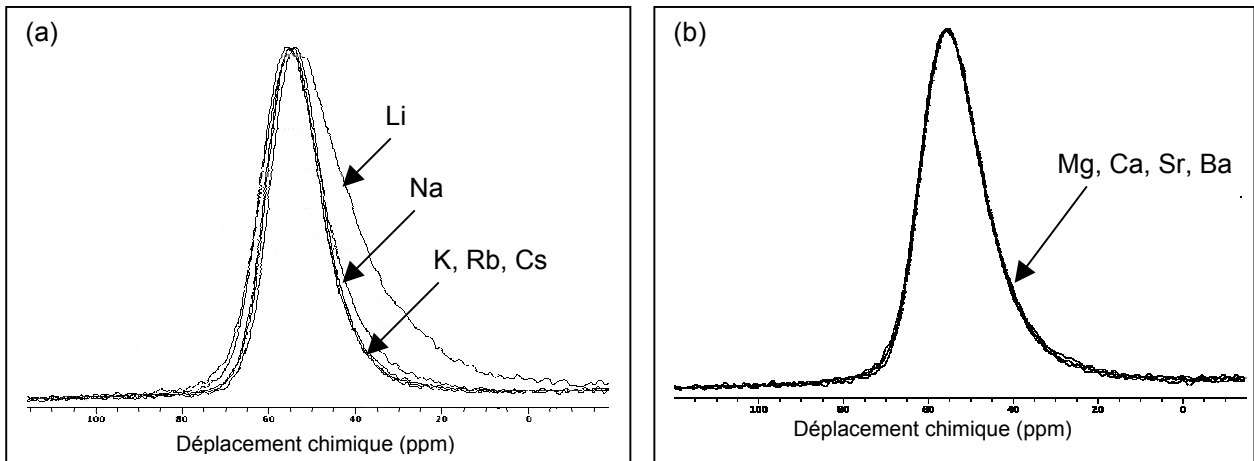 (a)
Li
Na
K, Rb, Cs
100 80 60 40 20 0
Déplacement chimique (ppm)
(b)
Mg, Ca, Sr, Ba
100 80 60 40 20 0
Déplacement chimique (ppm)